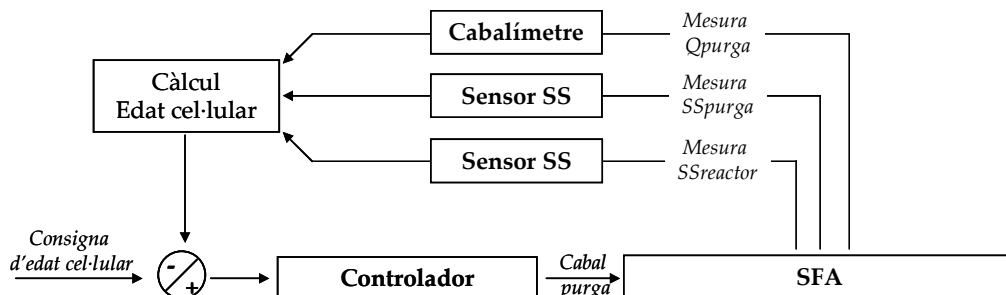 Cabalímetre
Mesura
Qpurga
Càlcul
Edat cel·lular
Sensor SS
Mesura
SSpurga
Sensor SS
Mesura
SSreactor
Consigna
d'edat cel·lular
-
+
Controlador
Cabal
purga
SFA